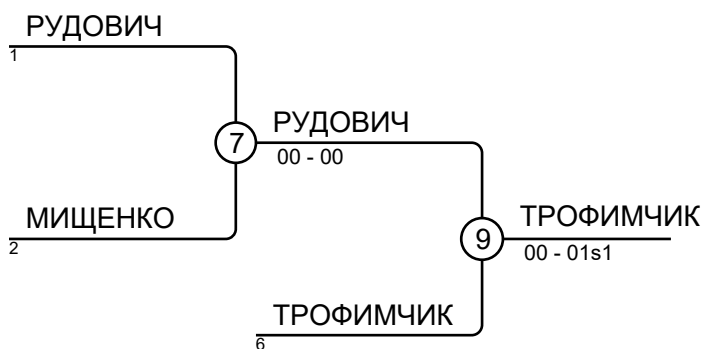 РУДОВИЧ
1
7
РУДОВИЧ
00 - 00
МИЩЕНКО
2
9
ТРОФИМЧИК
00 - 01s1
ТРОФИМЧИК
6